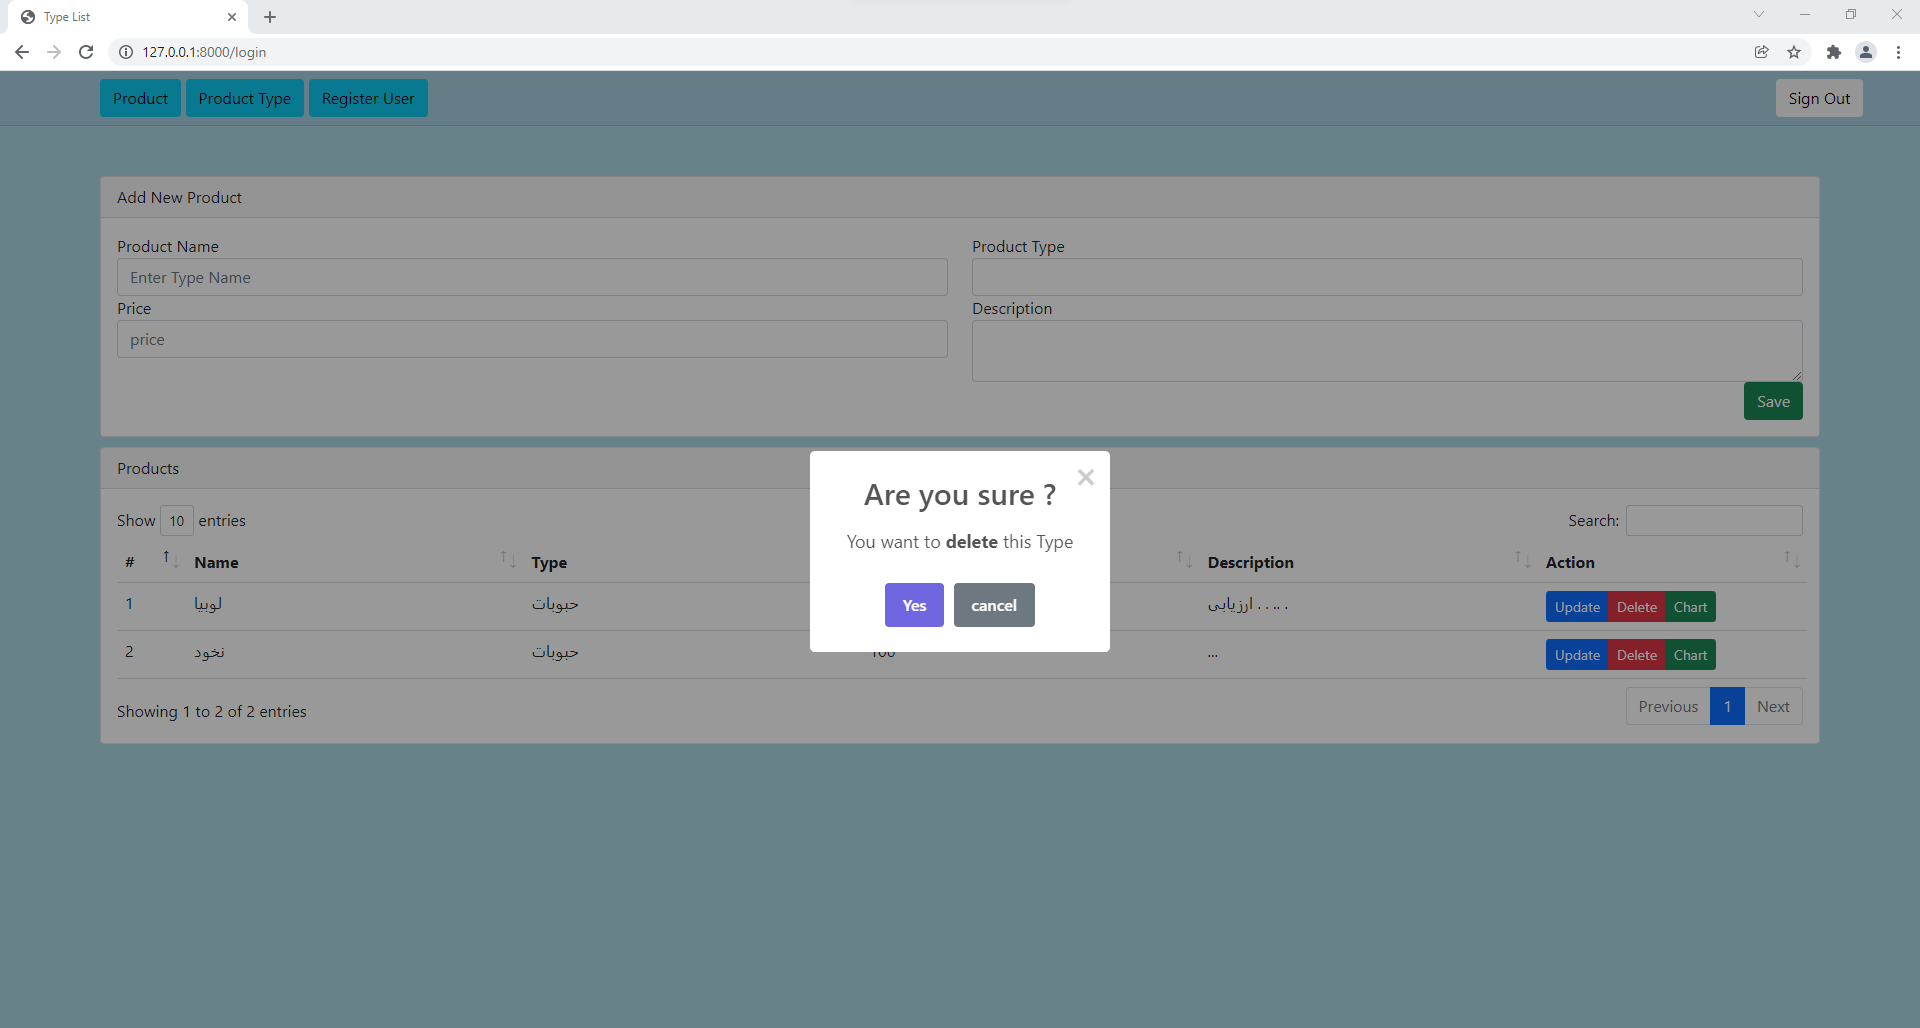 Type List
127.0.0.1:8000/login
Product Product Type Register User Sign Out
Add New Product
Product Name Product Type
Enter Type Name
Price Description
price
Save
Products
Are you sure ?
You want to delete this Type
Yes cancel
Show 10 entries Search:
# Name Type Description Action
1 لوبیا حبوبات ارزیابی . . . .. . Update Delete Chart
2 نخود حبوبات 100 ... Update Delete Chart
Showing 1 to 2 of 2 entries Previous 1 Next